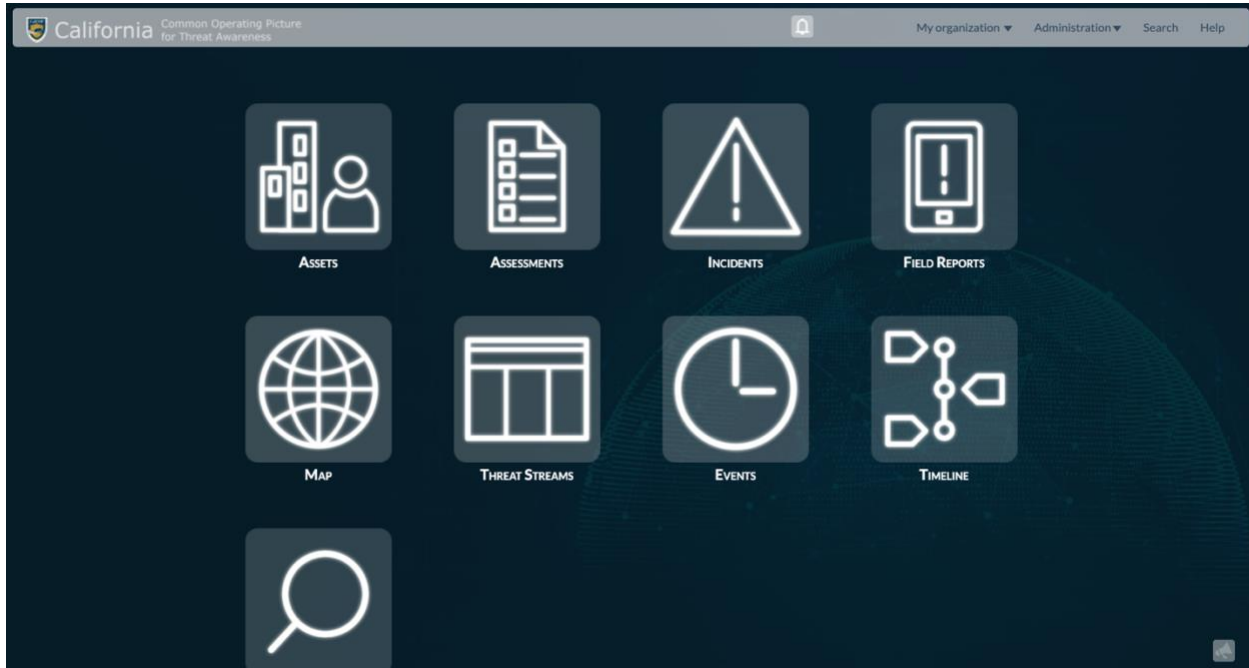 California
Common Operating Picture
for Threat Awareness
My organization ▼ Administration ▼ Search Help
Assets Assessments Incidents Field Reports
Map Threat Streams Events Timeline